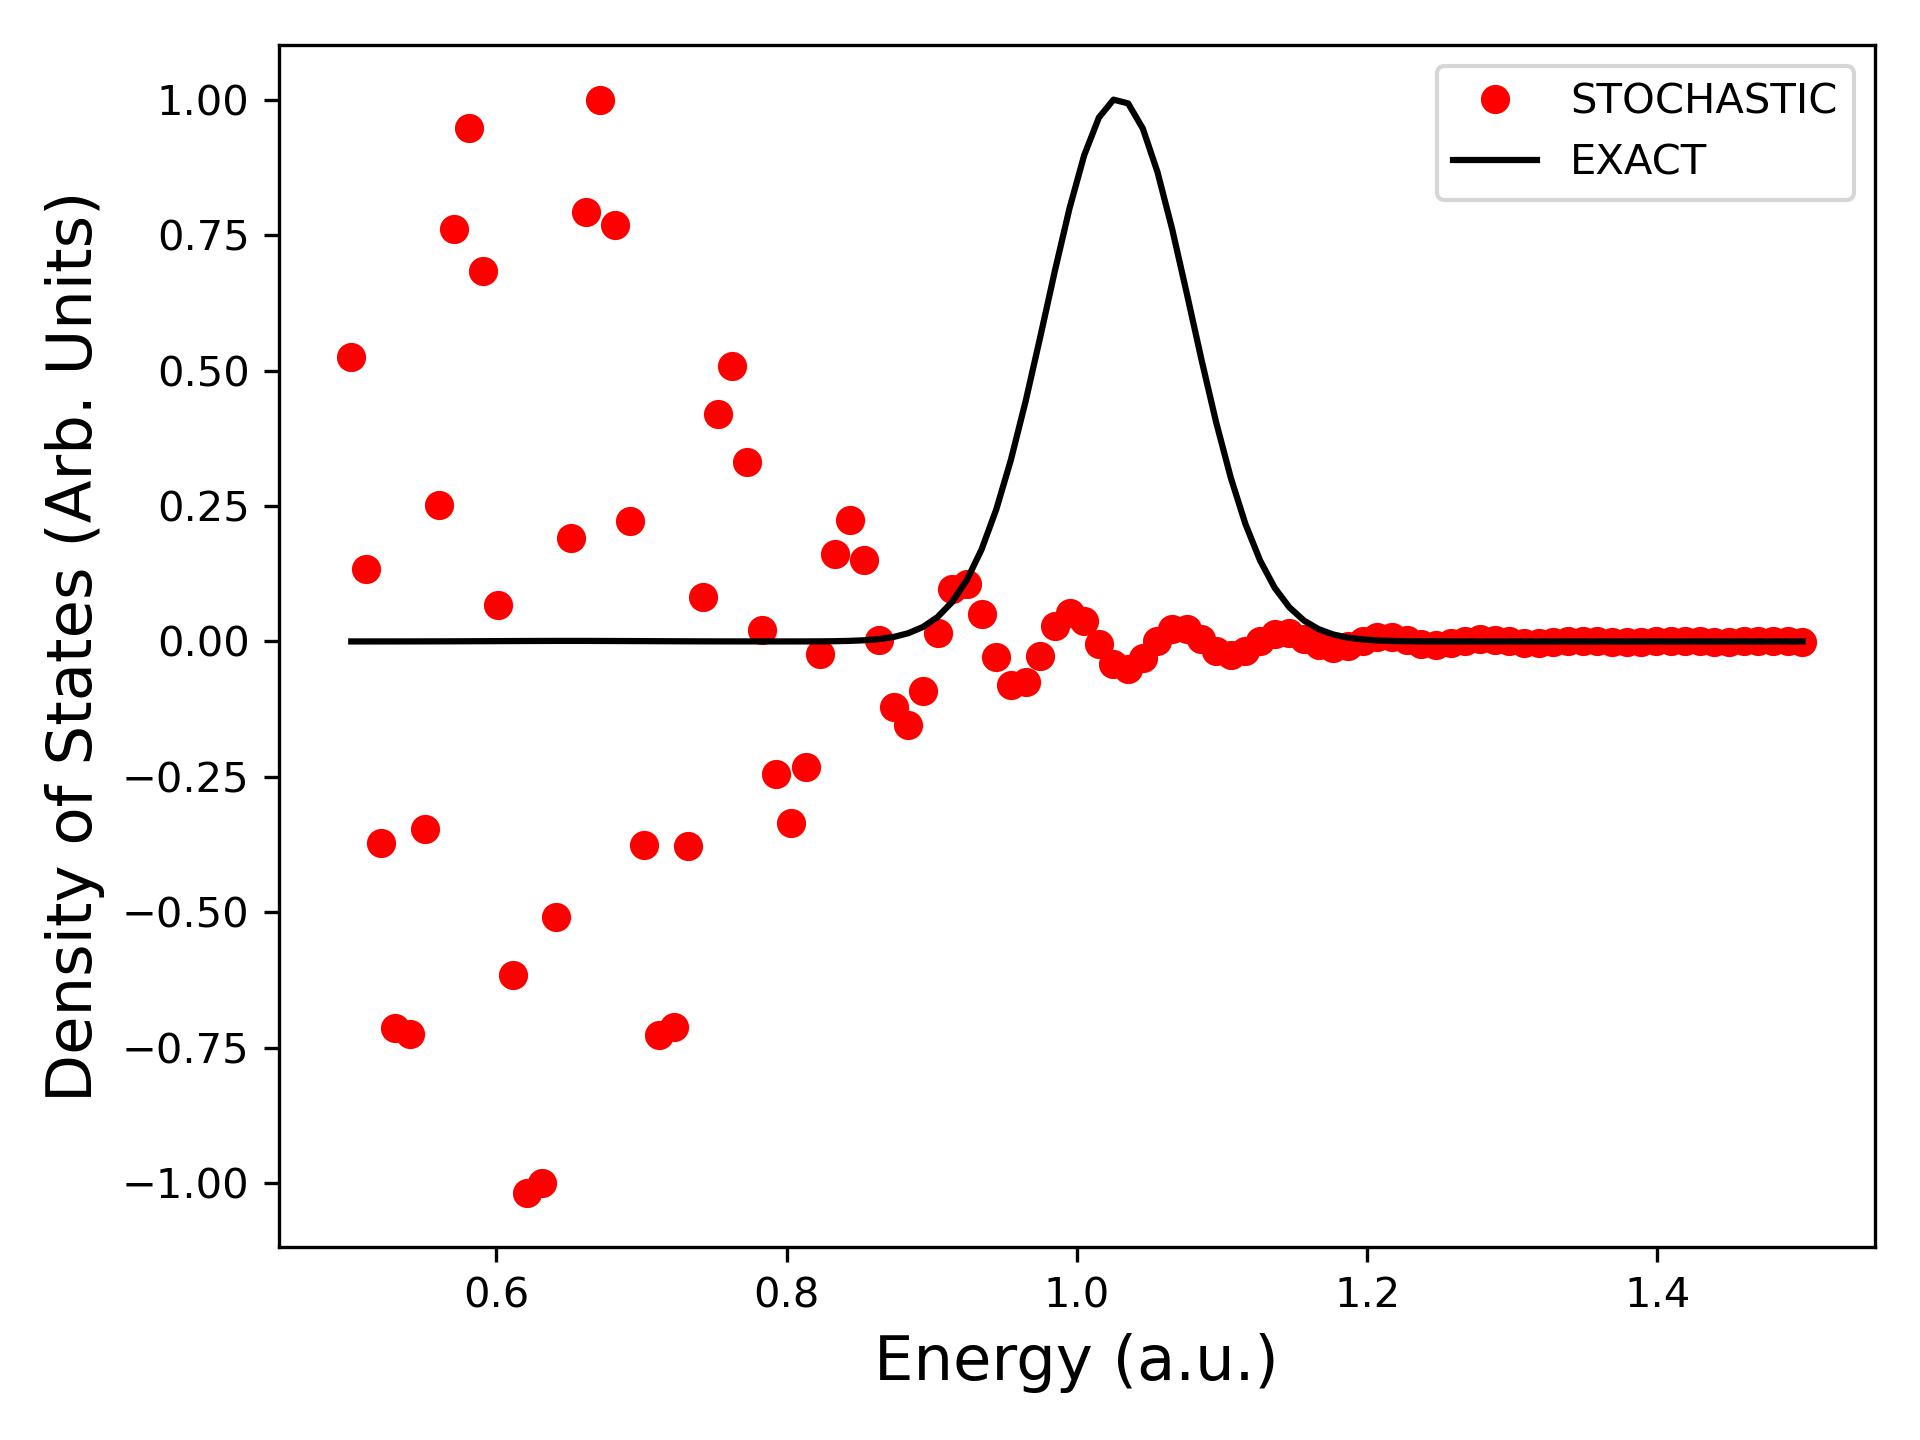 STOCHASTIC
EXACT
Density of States (Arb. Units)
1.00
0.75
0.50
0.25
0.00
−0.25
−0.50
−0.75
−1.00
0.6 0.8 1.0 1.2 1.4
Energy (a.u.)